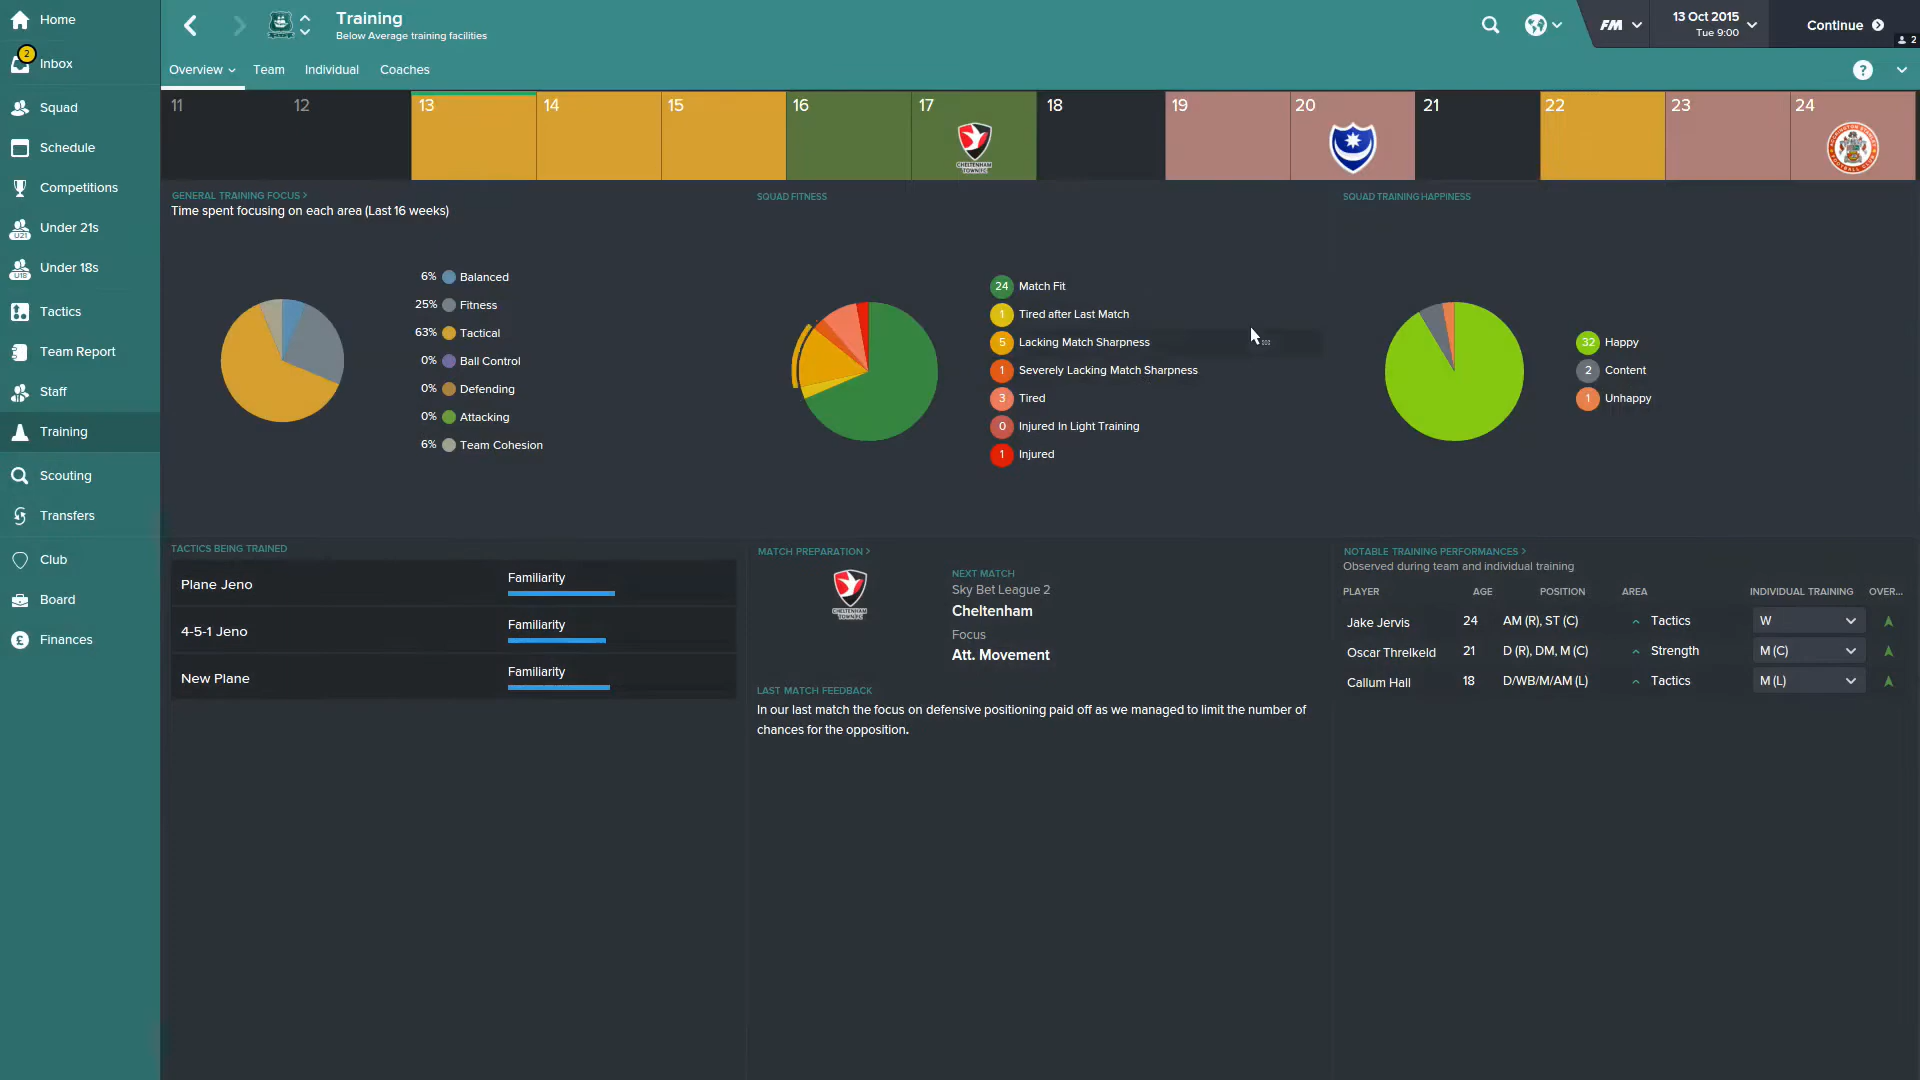 Home
2
Inbox
Squad
Schedule
Competitions
U21
Under 21s
U18
Under 18s
Tactics
Team Report
Staff
Training
Scouting
Transfers
Club
Board
£
Finances
Training
Below Average training facilities
FM
13 Oct 2015
Tue 9:00
Continue
2
Overview
Team
Individual
Coaches
?
11
12
13
14
15
16
17
CHELTENHAM
TOWN FC
18
19
20
21
22
23
24
GENERAL TRAINING FOCUS >
Time spent focusing on each area (Last 16 weeks)
6% Balanced
25% Fitness
63% Tactical
0% Ball Control
0% Defending
0% Attacking
6% Team Cohesion
SQUAD FITNESS
24 Match Fit
1 Tired after Last Match
5 Lacking Match Sharpness
1 Severely Lacking Match Sharpness
3 Tired
0 Injured In Light Training
1 Injured
SQUAD TRAINING HAPPINESS
32 Happy
2 Content
1 Unhappy
TACTICS BEING TRAINED
Plane Jeno
Familiarity
4-5-1 Jeno
Familiarity
New Plane
Familiarity
MATCH PREPARATION >
CHELTENHAM
TOWN FC
NEXT MATCH
Sky Bet League 2
Cheltenham
Focus
Att. Movement
LAST MATCH FEEDBACK
In our last match the focus on defensive positioning paid off as we managed to limit the number of
chances for the opposition.
NOTABLE TRAINING PERFORMANCES >
Observed during team and individual training
PLAYER AGE POSITION AREA INDIVIDUAL TRAINING OVER...
Jake Jervis 24 AM (R), ST (C) Tactics W
Oscar Threlkeld 21 D (R), DM, M (C) Strength M (C)
Callum Hall 18 D/WB/M/AM (L) Tactics M (L)